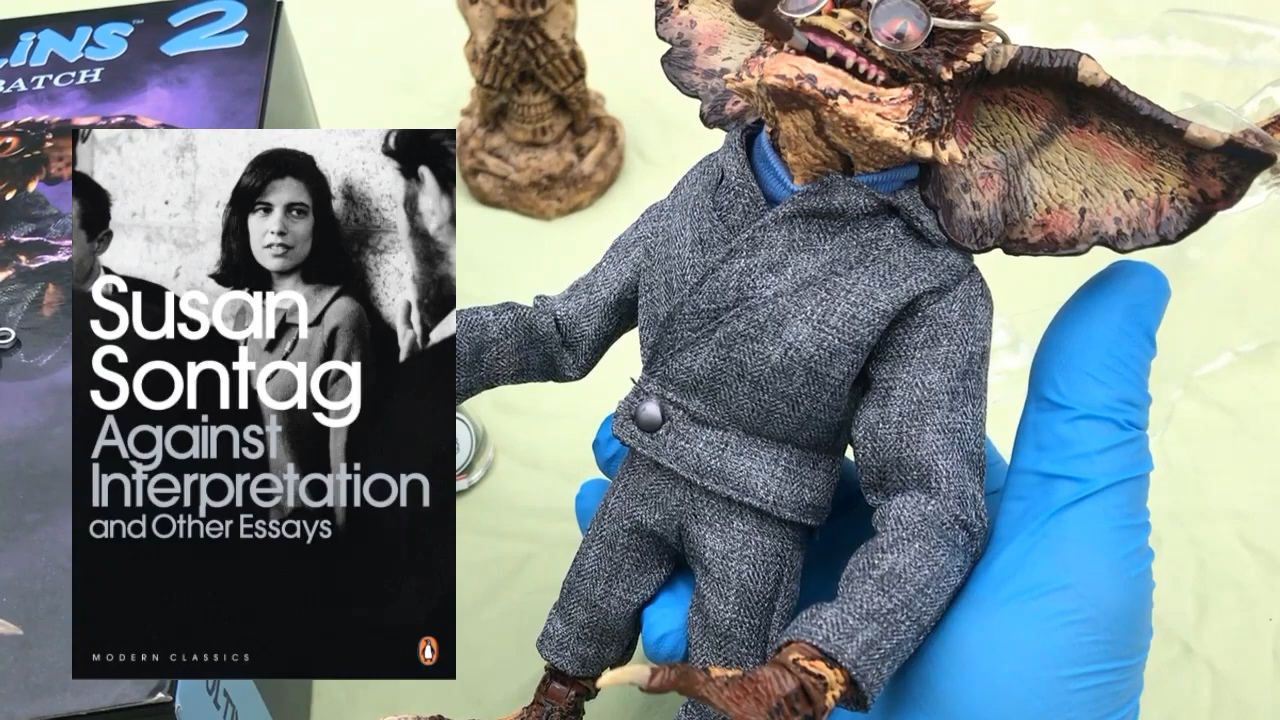 LiNS 2
BATCH
Susan
Sontag
Against
Interpretation
and Other Essays
MODERN CLASSICS